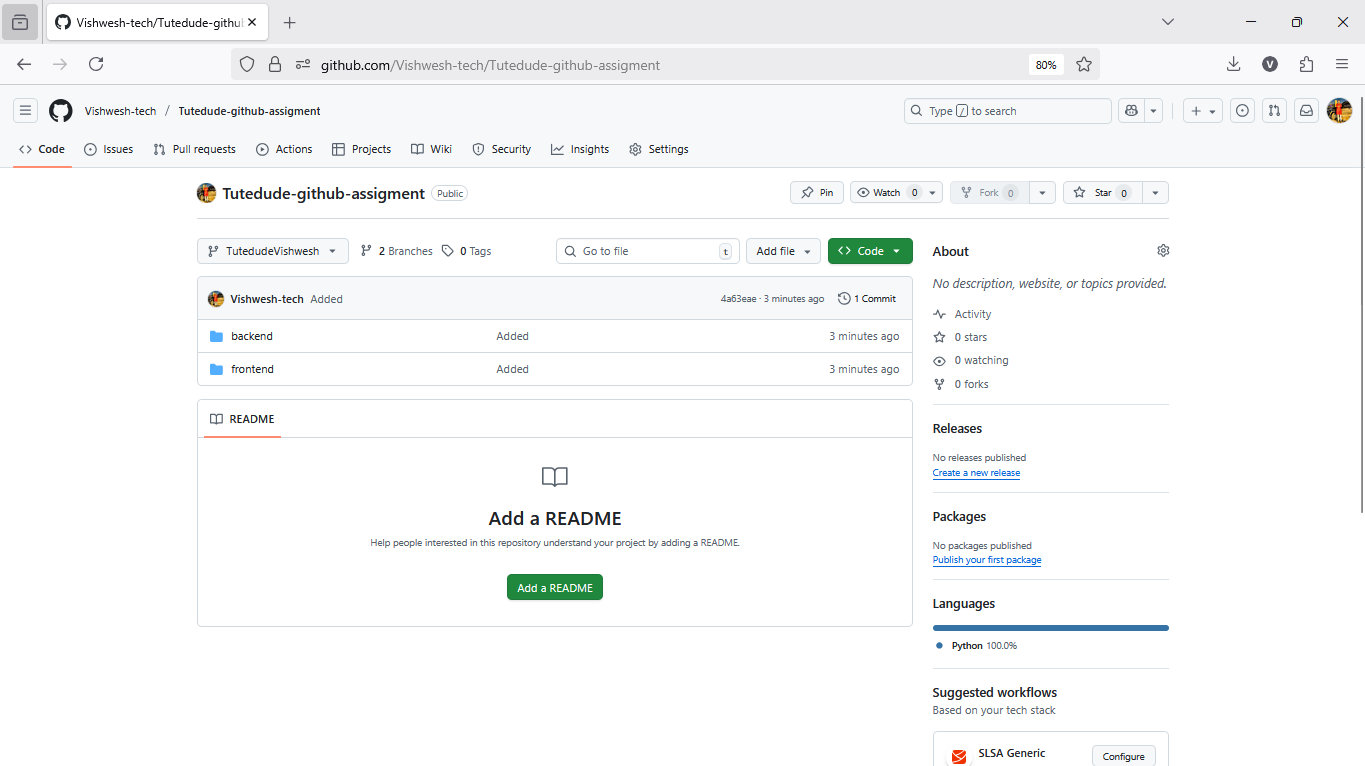 Vishwesh-tech/Tutedude-githu
github.com/Vishwesh-tech/Tutedude-github-assigment
80%
V
Vishwesh-tech / Tutedude-github-assigment
Type / to search
Code
Issues
Pull requests
Actions
Projects
Wiki
Security
Insights
Settings
Tutedude-github-assigment
Public
Pin
Watch 0
Fork 0
Star 0
TutedudeVishwesh
2 Branches
0 Tags
Go to file
t
Add file
Code
Vishwesh-tech Added
4a63eae · 3 minutes ago
1 Commit
backend Added 3 minutes ago
frontend Added 3 minutes ago
README
Add a README
Help people interested in this repository understand your project by adding a README.
Add a README
About
No description, website, or topics provided.
Activity
0 stars
0 watching
0 forks
Releases
No releases published
Create a new release
Packages
No packages published
Publish your first package
Languages
Python 100.0%
Suggested workflows
Based on your tech stack
SLSA Generic
Configure